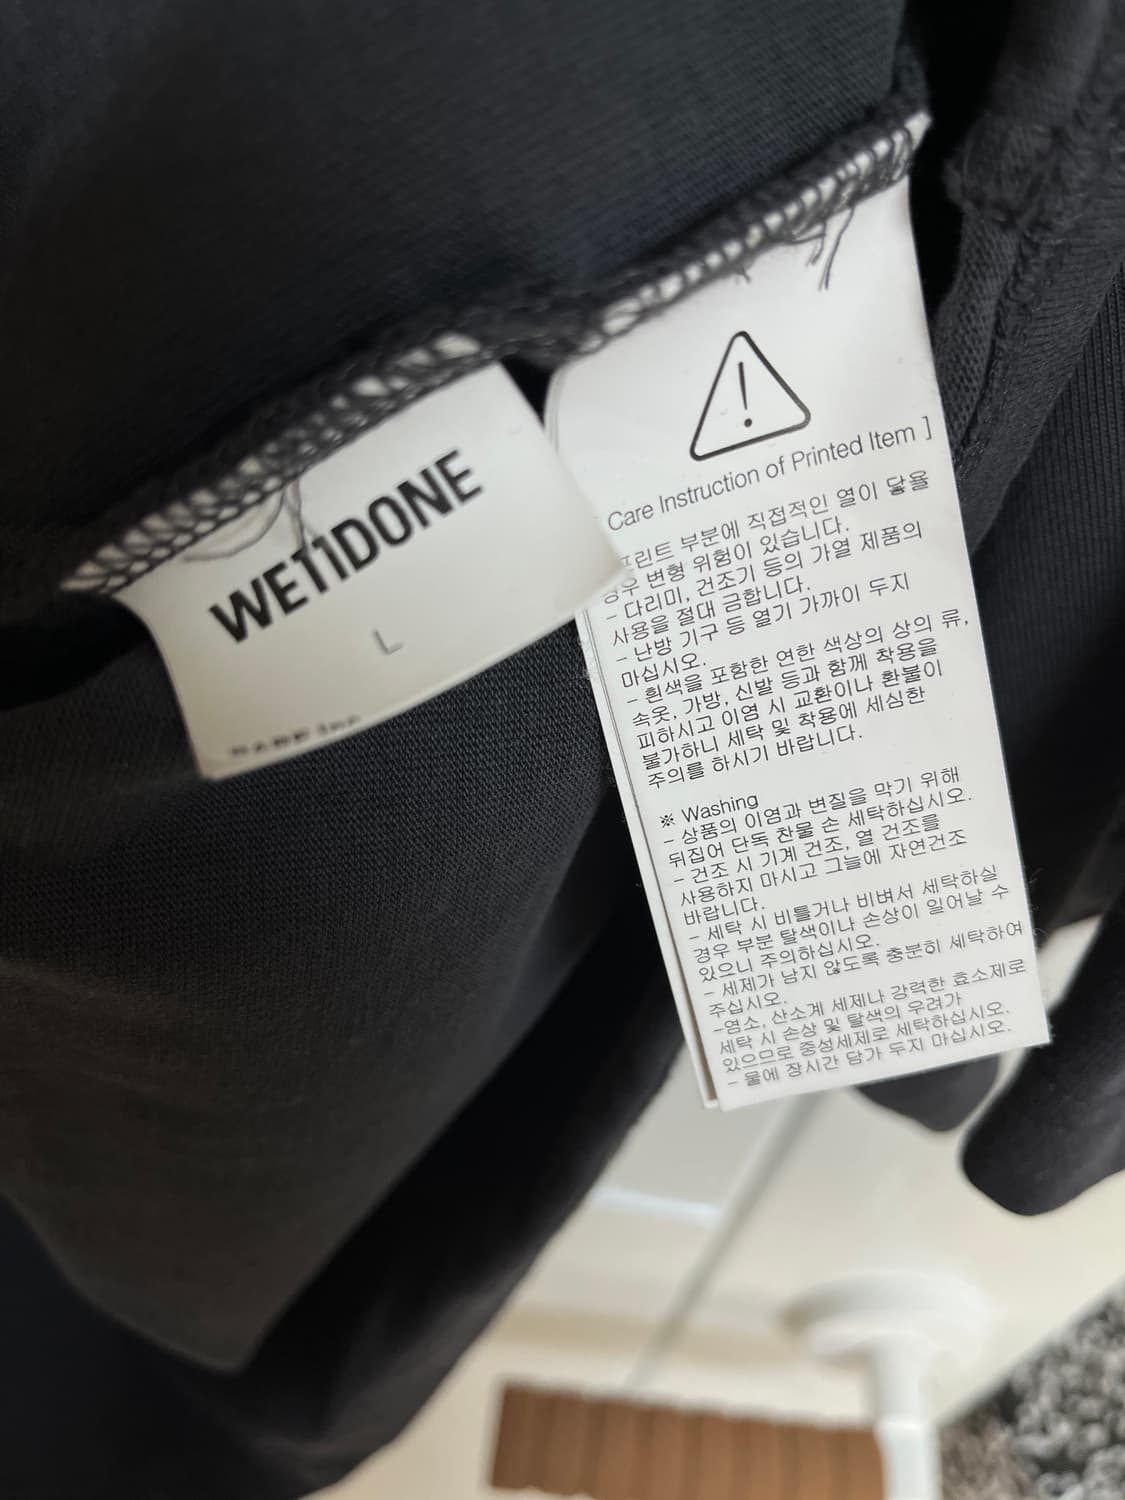 WE11DONE
L
Care Instruction of Printed Item ]
프린트 부분에 직접적인 열이 닿을
경우 변형 위험이 있습니다.
- 다리미, 건조기 등의 가열 제품의
사용을 절대 금합니다.
- 난방 기구 등 열기 가까이 두지
마십시오.
- 흰색을 포함한 연한 색상의 상의 류,
속옷, 가방, 신발 등과 함께 착용을
피하시고 이염 시 교환이나 환불이
불가하니 세탁 및 착용에 세심한
주의를 하시기 바랍니다.
※ Washing
- 상품의 이염과 변질을 막기 위해
뒤집어 단독 찬물 손 세탁하십시오.
- 건조 시 기계 건조, 열 건조를
사용하지 마시고 그늘에 자연건조
바랍니다.
- 세탁 시 비틀거나 비벼서 세탁하실
경우 부분 탈색이나 손상이 일어날 수
있으니 주의하십시오.
- 세제가 남지 않도록 충분히 세탁하여
주십시오.
-염소, 산소계 세제나 강력한 효소제로
세탁 시 손상 및 탈색의 우려가
있으므로 중성세제로 세탁하십시오.
- 물에 장시간 담가 두지 마십시오.